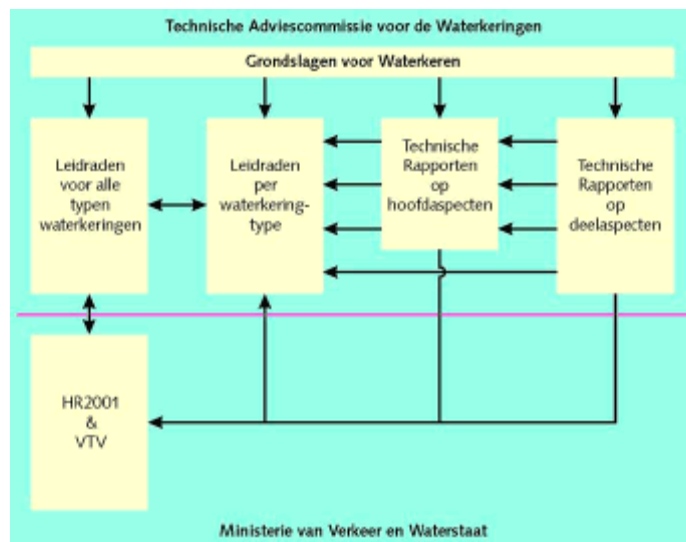 Technische Adviescommissie voor de Waterkeringen
Grondslagen voor Waterkeren
Leidraden
voor alle
typen
waterkeringen
Leidraden
per
waterkering-
type
Technische
Rapporten
op
hoofdaspecten
Technische
Rapporten
op
deelaspecten
HR2001
&
VTV
Ministerie van Verkeer en Waterstaat